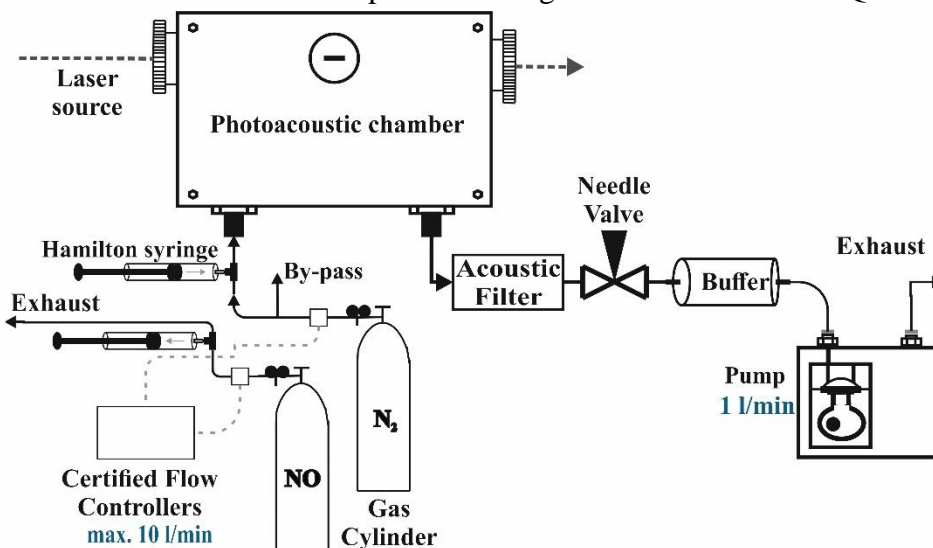 Laser
source
Photoacoustic chamber
Needle
Valve
Hamilton syringe
By-pass
Exhaust
Acoustic
Filter
Buffer
Exhaust
Pump
1 l/min
N₂
NO
Certified Flow
Controllers
max. 10 l/min
Gas
Cylinder